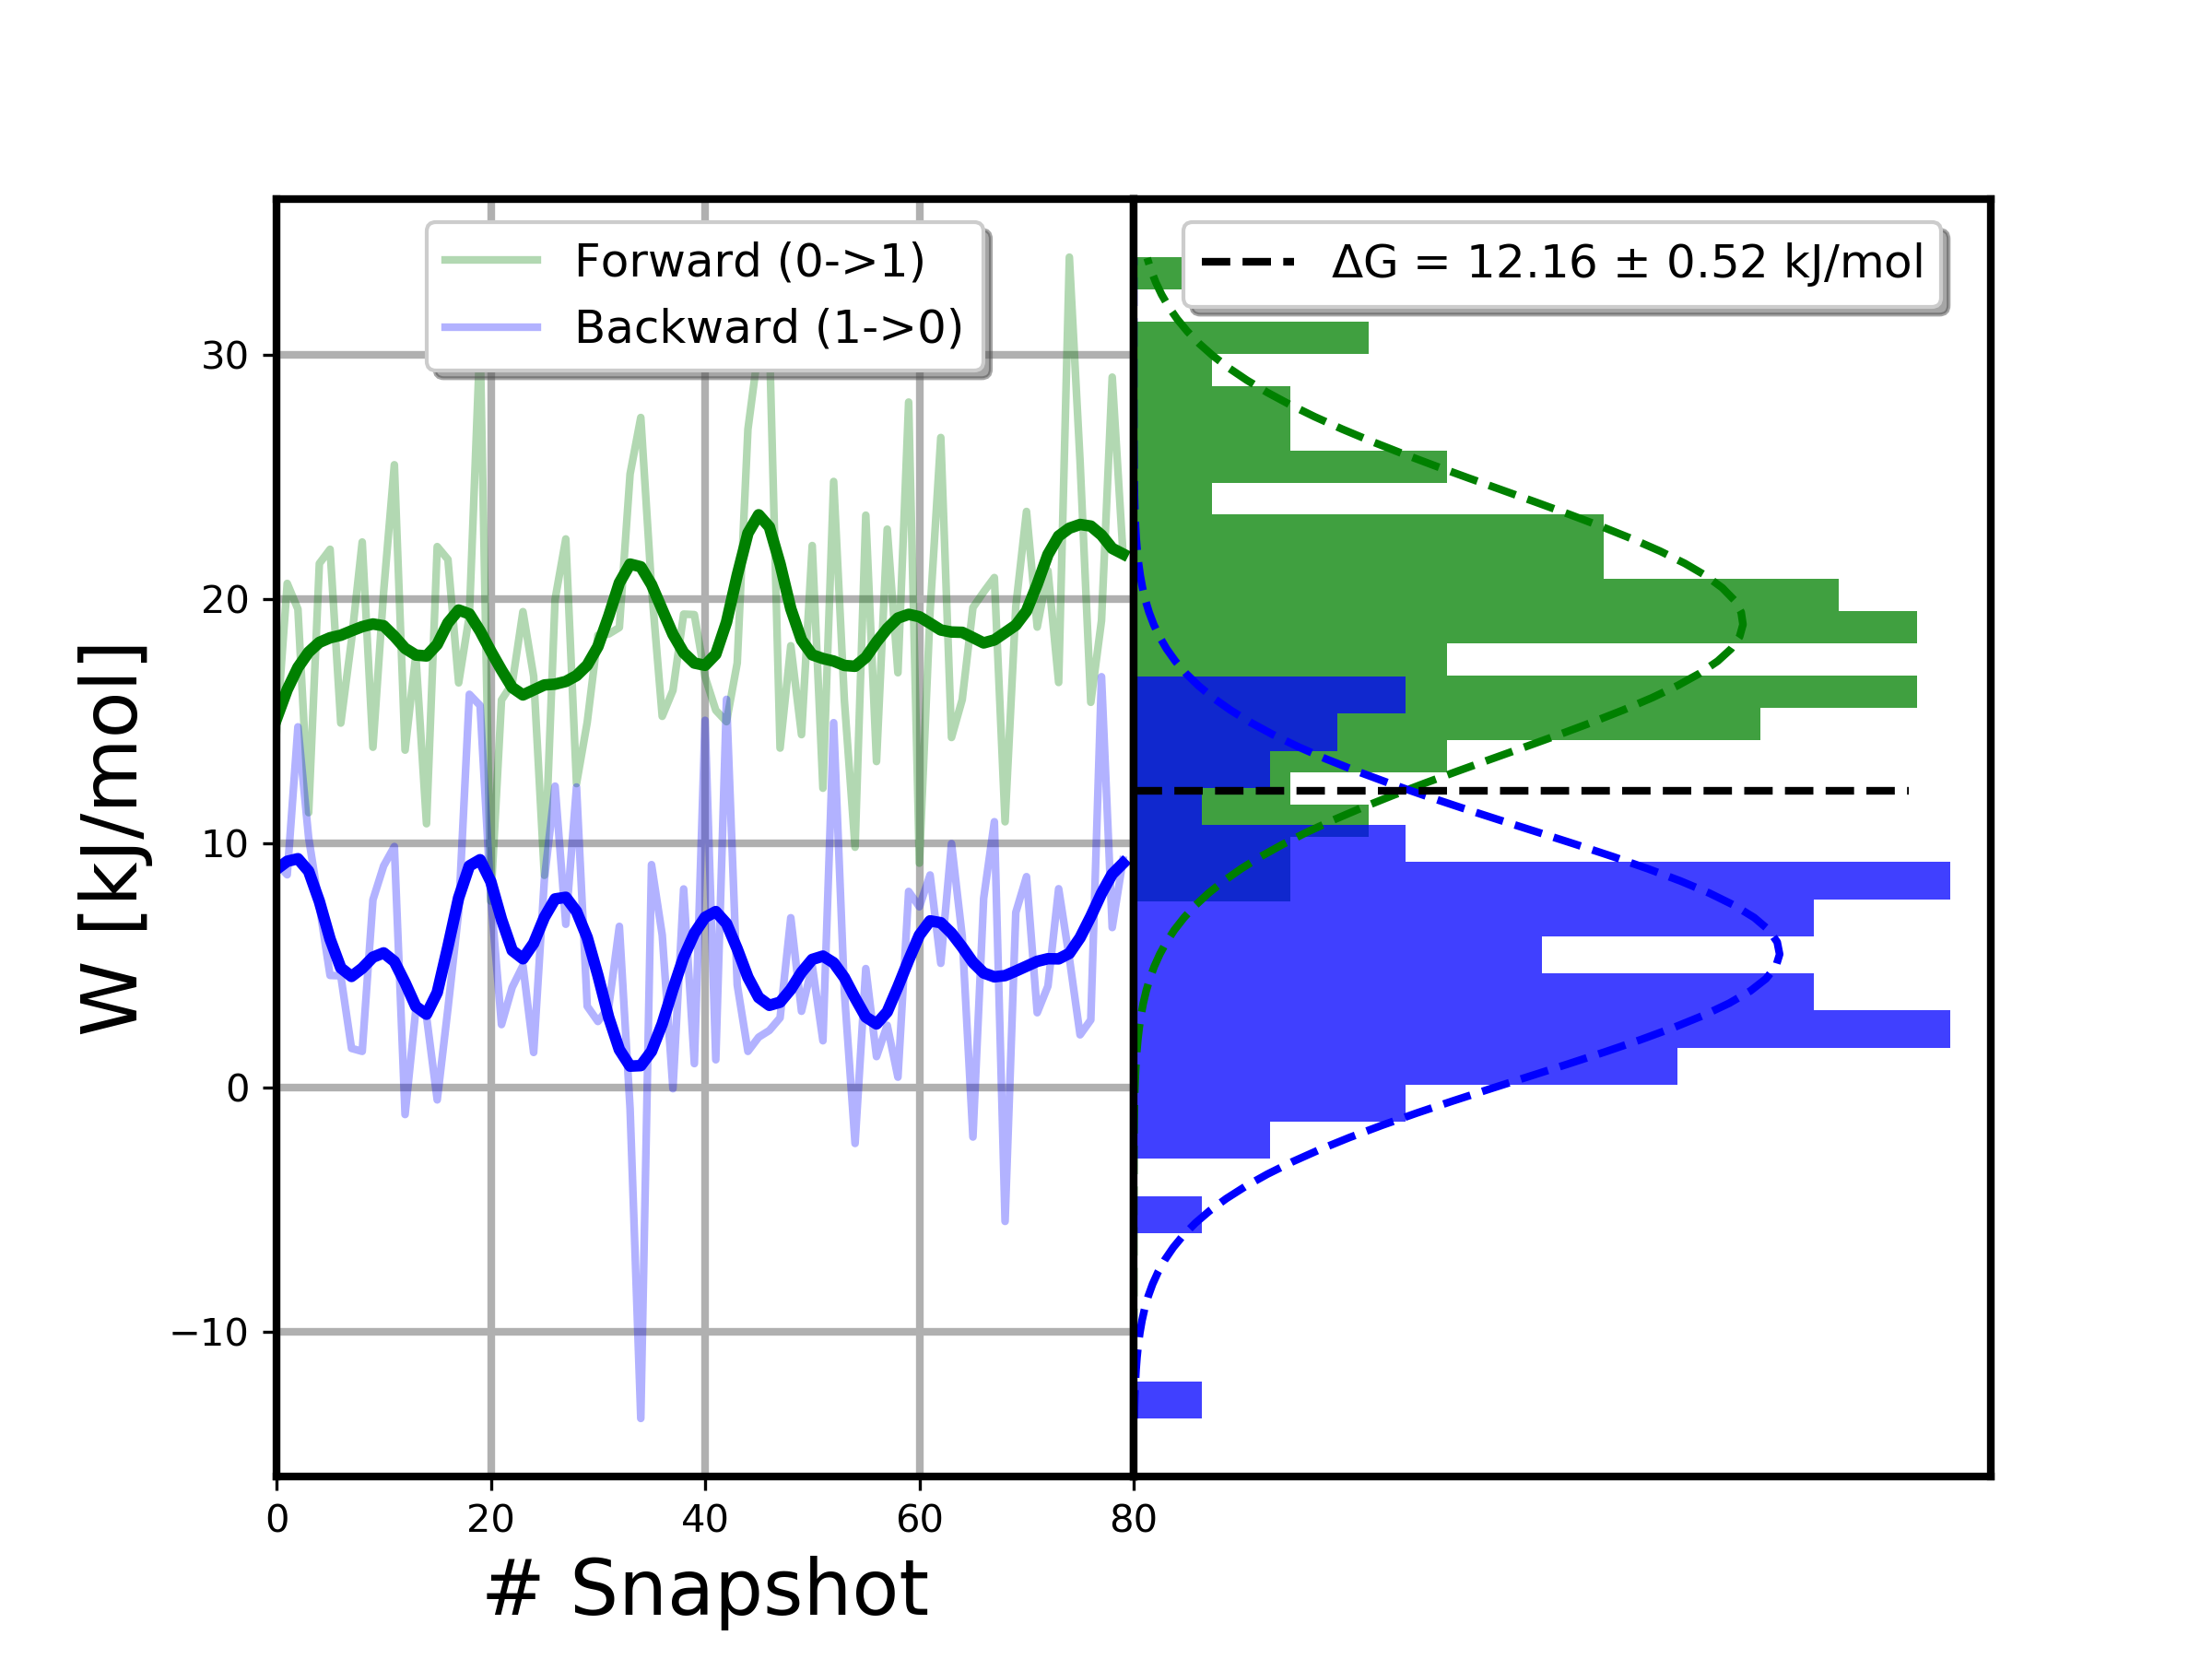 Forward (0->1)
Backward (1->0)
ΔG = 12.16 ± 0.52 kJ/mol
W [kJ/mol]
30
20
10
0
−10
0 20 40 60 80
# Snapshot